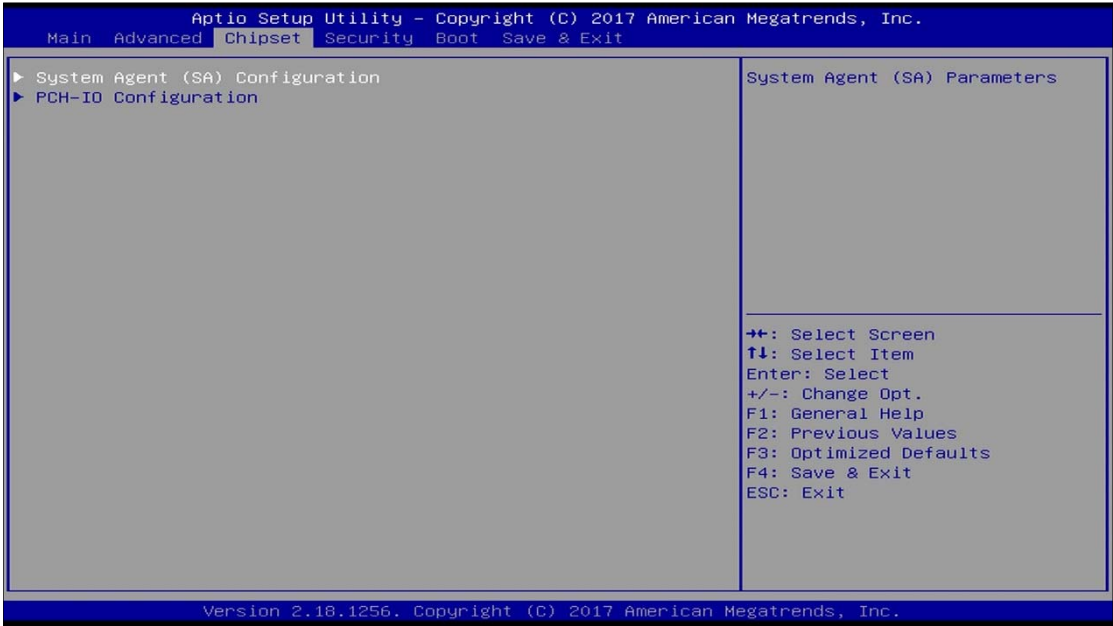 Aptio Setup Utility - Copyright (C) 2017 American Megatrends, Inc.
Main Advanced Chipset Security Boot Save & Exit
▶ System Agent (SA) Configuration
▶ PCH-IO Configuration
System Agent (SA) Parameters
→←: Select Screen
↑↓: Select Item
Enter: Select
+/-: Change Opt.
F1: General Help
F2: Previous Values
F3: Optimized Defaults
F4: Save & Exit
ESC: Exit
Version 2.18.1256. Copyright (C) 2017 American Megatrends, Inc.